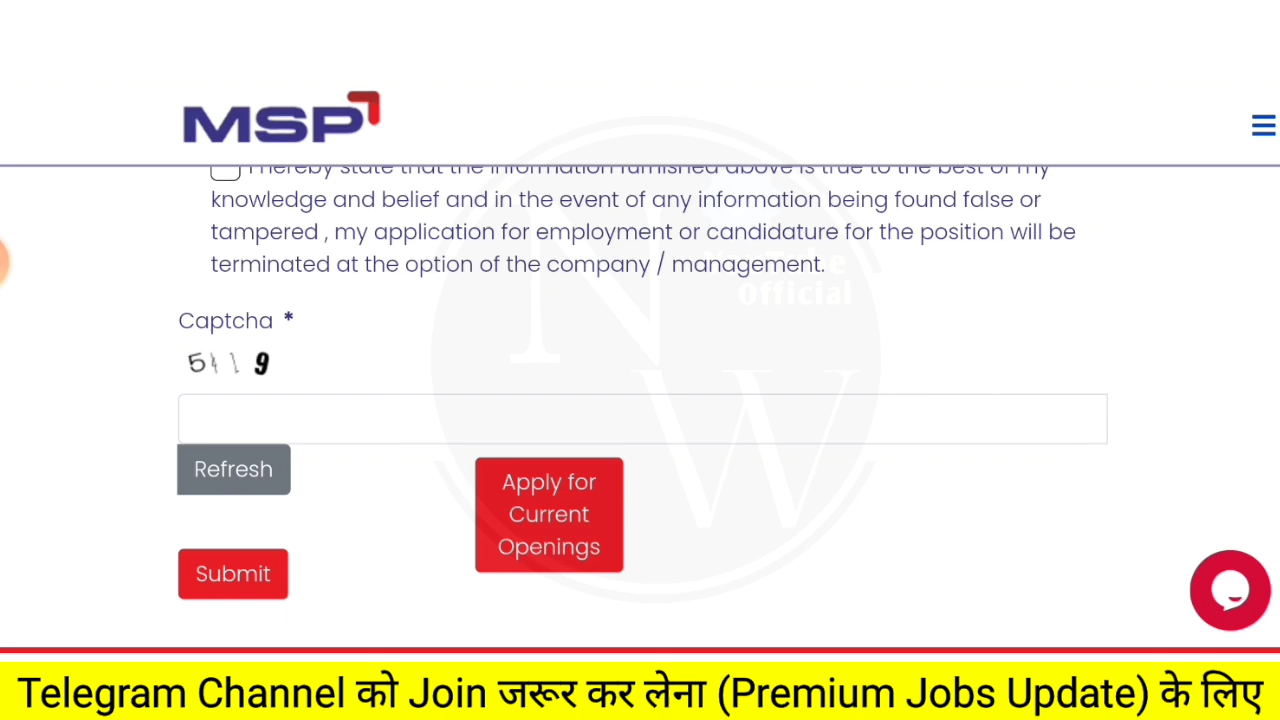 MSP
I hereby state that the information furnished above is true to the best of my
knowledge and belief and in the event of any information being found false or
tampered , my application for employment or candidature for the position will be
terminated at the option of the company / management.
Official
Captcha *
NW
Refresh
Apply for
Current
Openings
Submit
Telegram Channel को Join जरूर कर लेना (Premium Jobs Update) के लिए